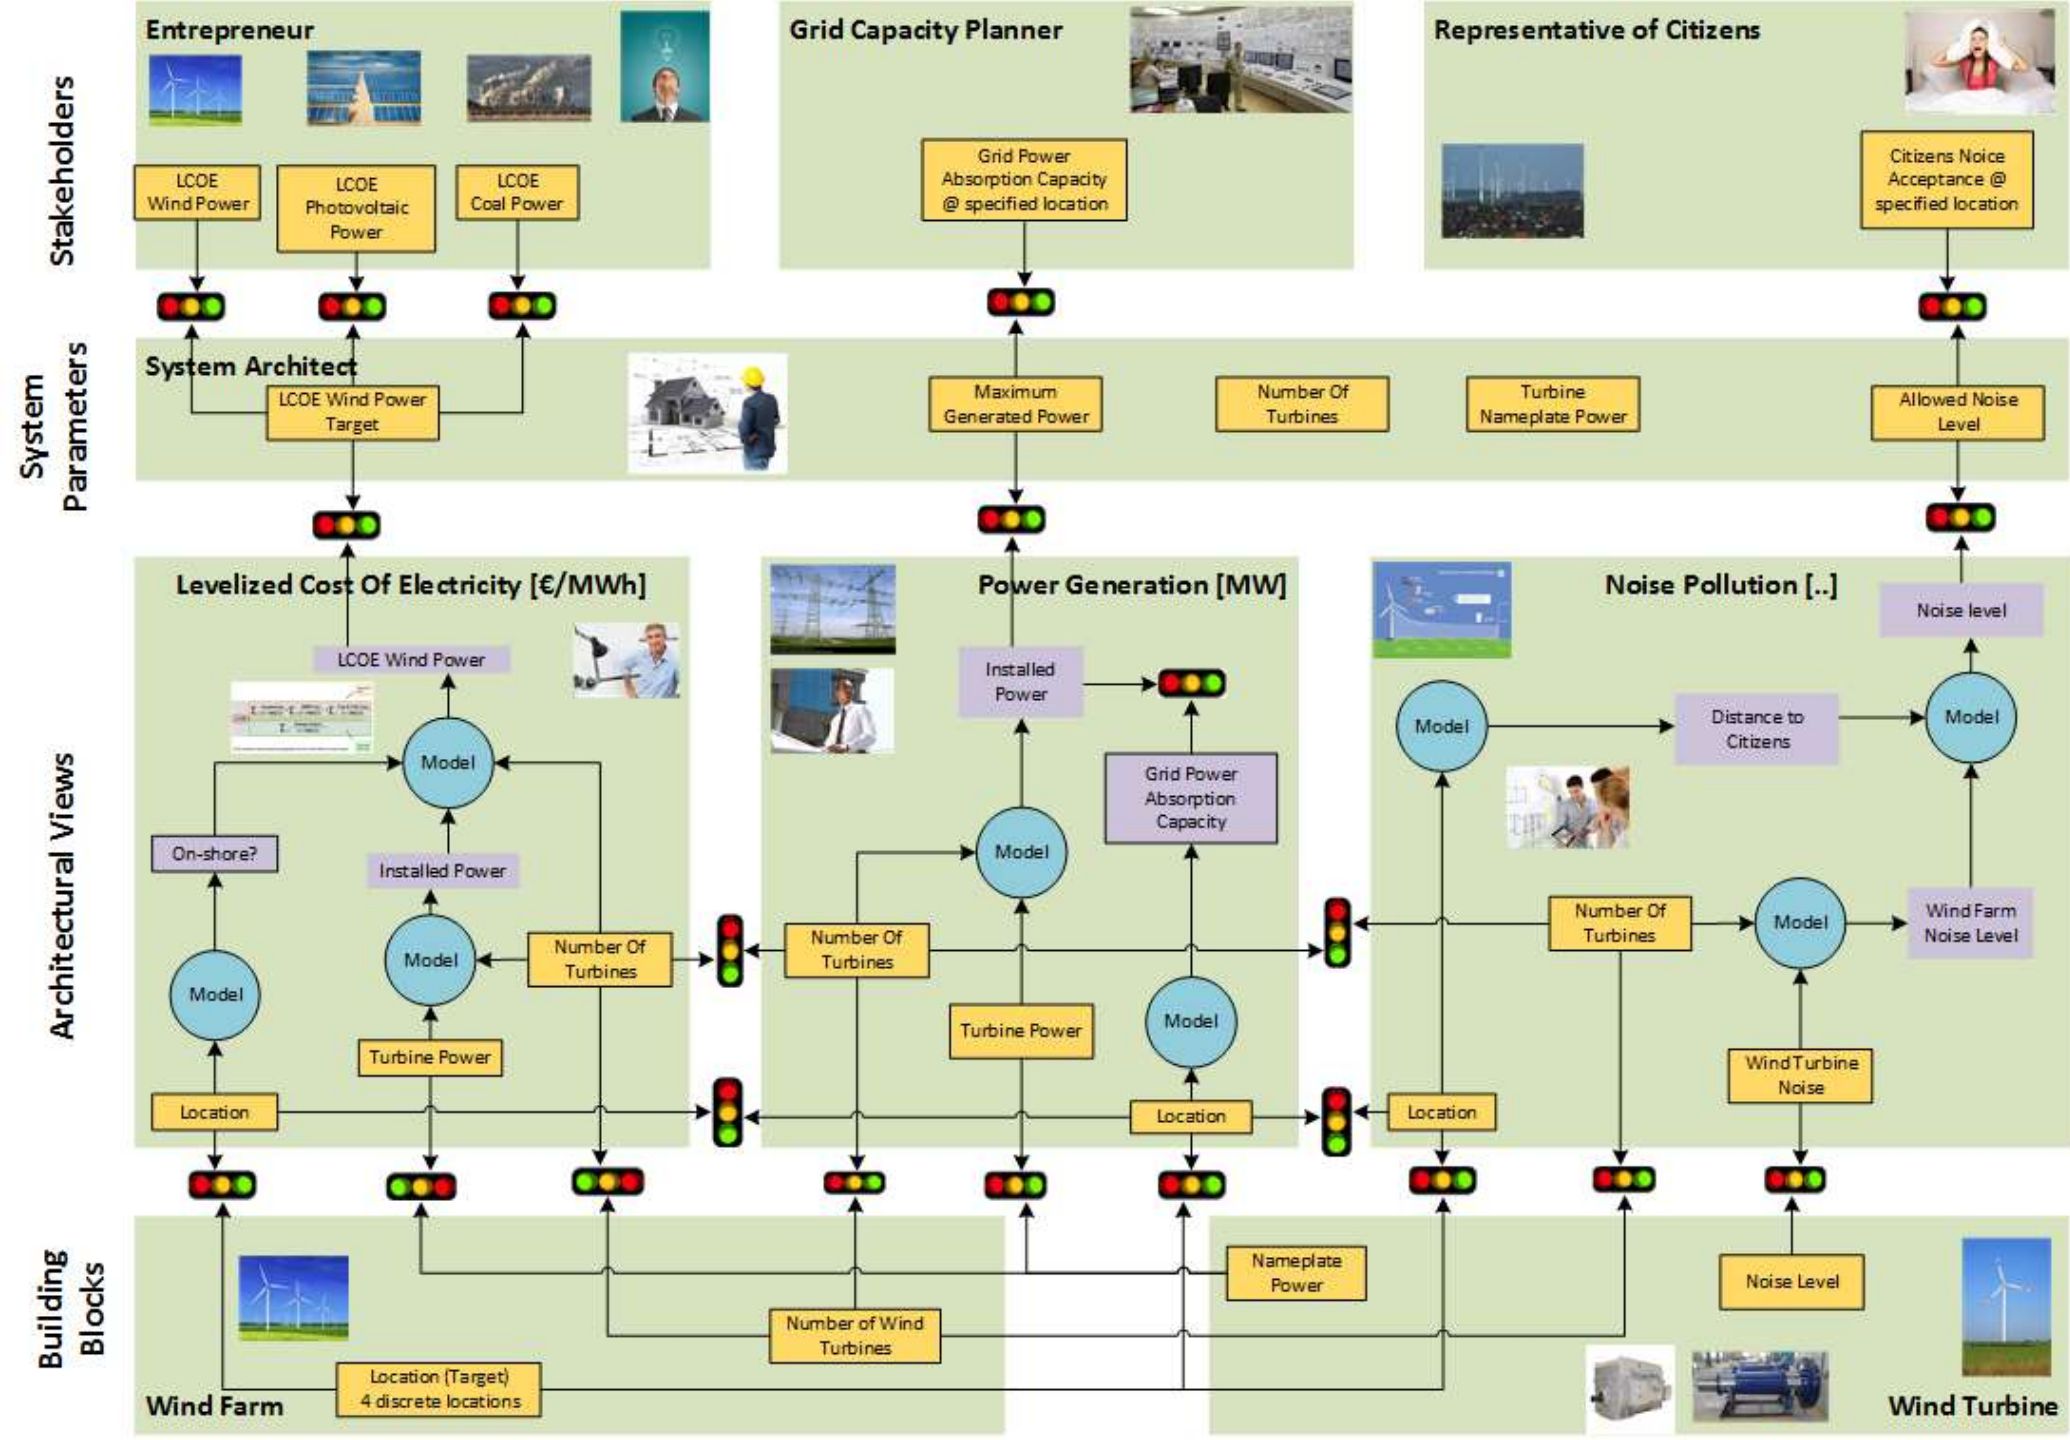 Stakeholders
Entrepreneur
LCOE
Wind Power
LCOE
Photovoltaic
Power
LCOE
Coal Power
Grid Capacity Planner
Grid Power
Absorption Capacity
@ specified location
Representative of Citizens
Citizens Noice
Acceptance @
specified location
System
Parameters
System Architect
LCOE Wind Power
Target
Maximum
Generated Power
Number Of
Turbines
Turbine
Nameplate Power
Allowed Noise
Level
Architectural Views
Levelized Cost Of Electricity [€/MWh]
LCOE Wind Power
Model
On-shore?
Installed Power
Model
Number Of
Turbines
Model
Turbine Power
Location
Power Generation [MW]
Installed
Power
Grid Power
Absorption
Capacity
Model
Number Of
Turbines
Turbine Power
Model
Location
Noise Pollution [..]
Noise level
Model
Distance to
Citizens
Model
Number Of
Turbines
Model
Wind Farm
Noise Level
Wind Turbine
Noise
Location
Building
Blocks
Nameplate
Power
Noise Level
Number of Wind
Turbines
Location (Target)
4 discrete locations
Wind Farm
Wind Turbine